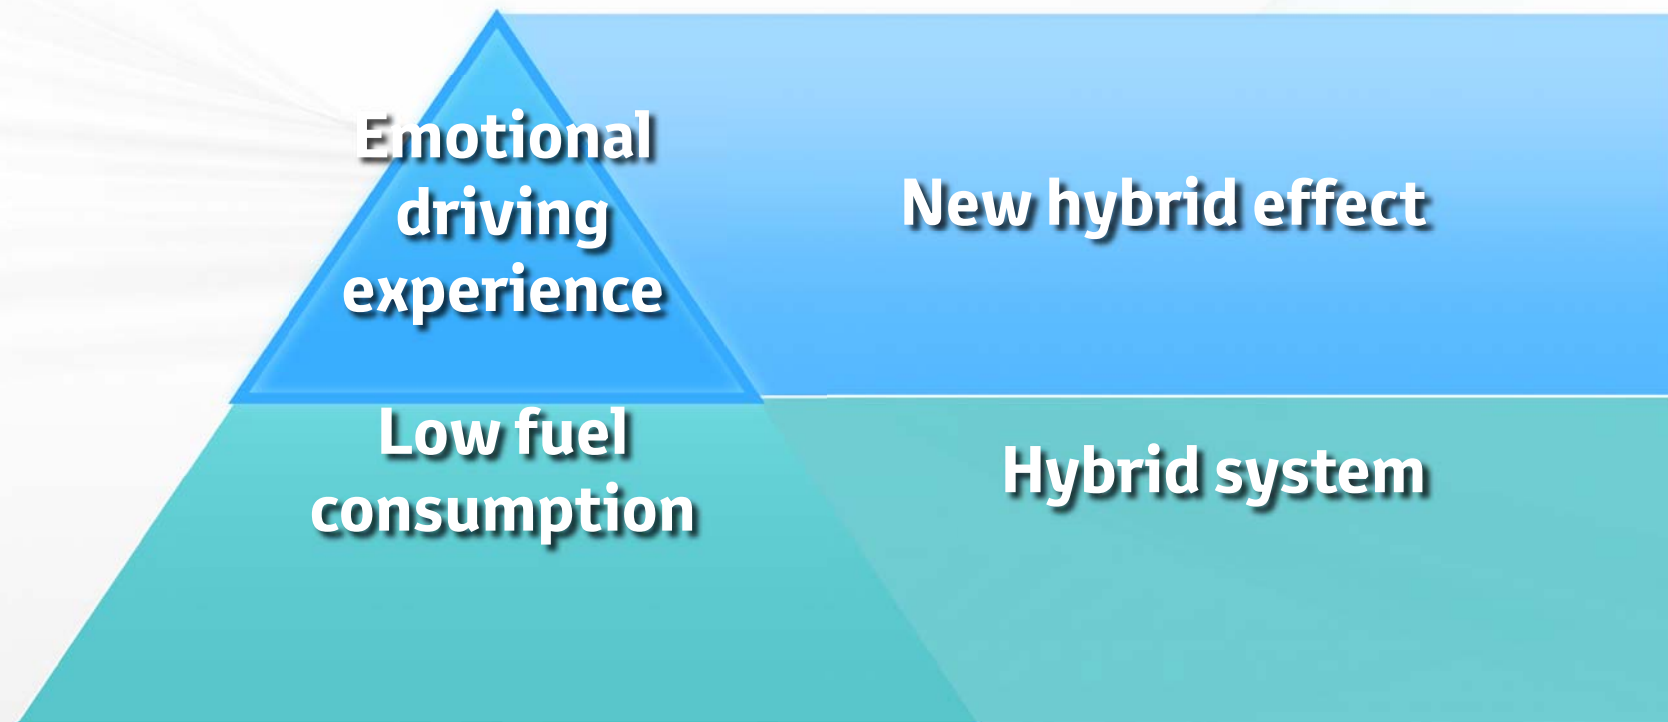 Emotional
driving
experience
New hybrid effect
Low fuel
consumption
Hybrid system